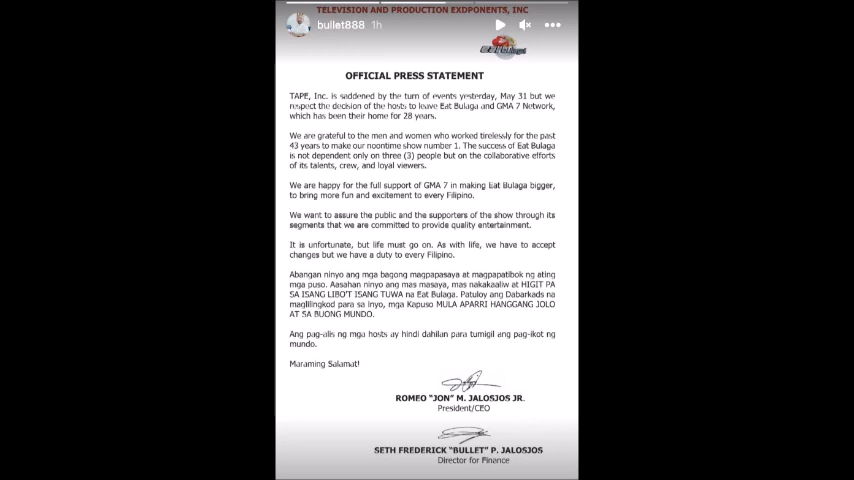 TELEVISION AND PRODUCTION EXPONENTS, INC
bullet888 1h
OFFICIAL PRESS STATEMENT
TAPE, Inc. is saddened by the turn of events yesterday, May 31 but we
respect the decision of the hosts to leave Eat Bulaga and GMA 7 Network,
which has been their home for 28 years.
We are grateful to the men and women who worked tirelessly for the past
43 years to make our noontime show number 1. The success of Eat Bulaga
is not dependent only on three (3) people but on the collaborative efforts
of its talents, crew, and loyal viewers.
We are happy for the full support of GMA 7 in making Eat Bulaga bigger,
to bring more fun and excitement to every Filipino.
We want to assure the public and the supporters of the show through its
segments that we are committed to provide quality entertainment.
It is unfortunate, but life must go on. As with life, we have to accept
changes but we have a duty to every Filipino.
Abangan ninyo ang mga bagong magpapasaya at magpapatibok ng ating
mga puso. Aasahan ninyo ang mas masaya, mas nakakaaliw at HIGIT PA
SA ISANG LIBO'T ISANG TUWA na Eat Bulaga. Patuloy ang Dabarkads na
maglilingkod para sa inyo, mga Kapuso MULA APARRI HANGGANG JOLO
AT SA BUONG MUNDO.
Ang pag-alis ng mga hosts ay hindi dahilan para tumigil ang pag-ikot ng
mundo.
Maraming Salamat!
ROMEO "JON" M. JALOSJOS JR.
President/CEO
SETH FREDERICK "BULLET" P. JALOSJOS
Director for Finance